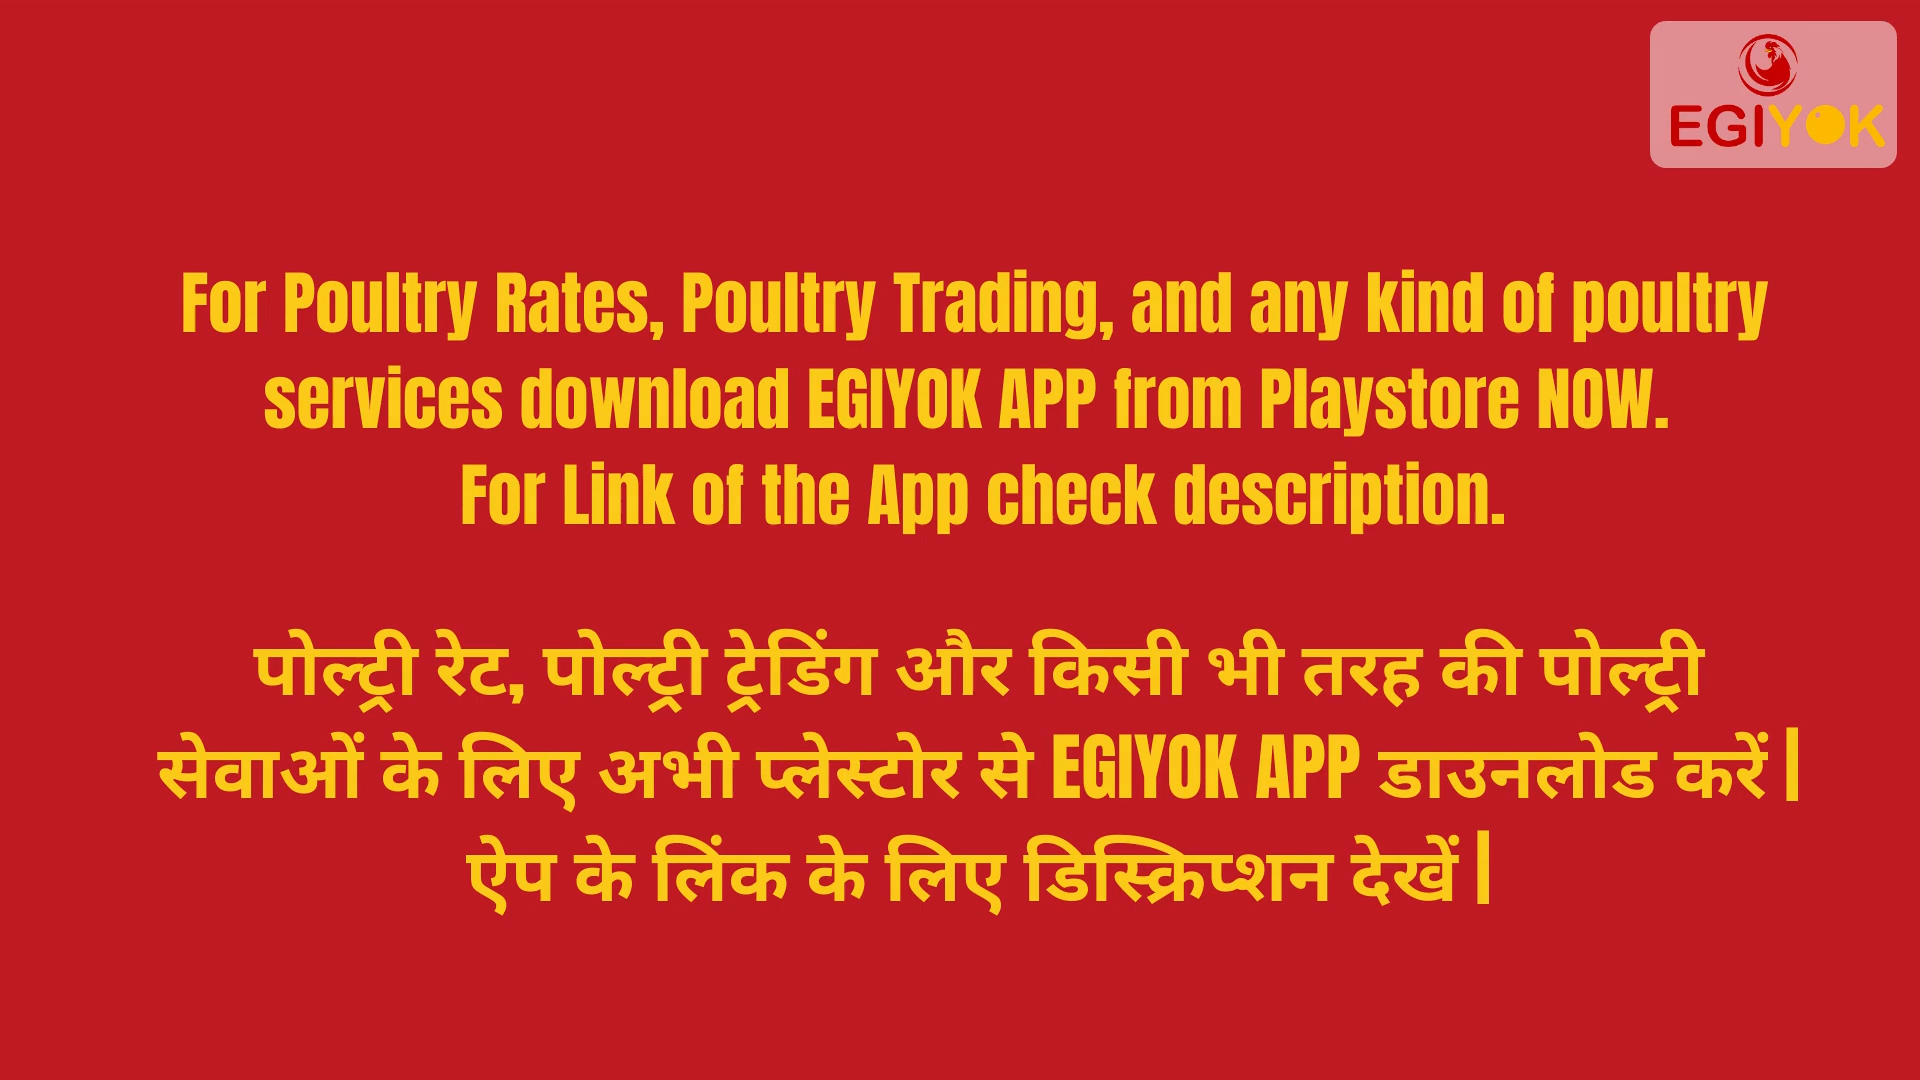 EGIYOK
For Poultry Rates, Poultry Trading, and any kind of poultry
services download EGIYOK APP from Playstore NOW.
For Link of the App check description.
पोल्ट्री रेट, पोल्ट्री ट्रेडिंग और किसी भी तरह की पोल्ट्री
सेवाओं के लिए अभी प्लेस्टोर से EGIYOK APP डाउनलोड करें |
ऐप के लिंक के लिए डिस्क्रिप्शन देखें |